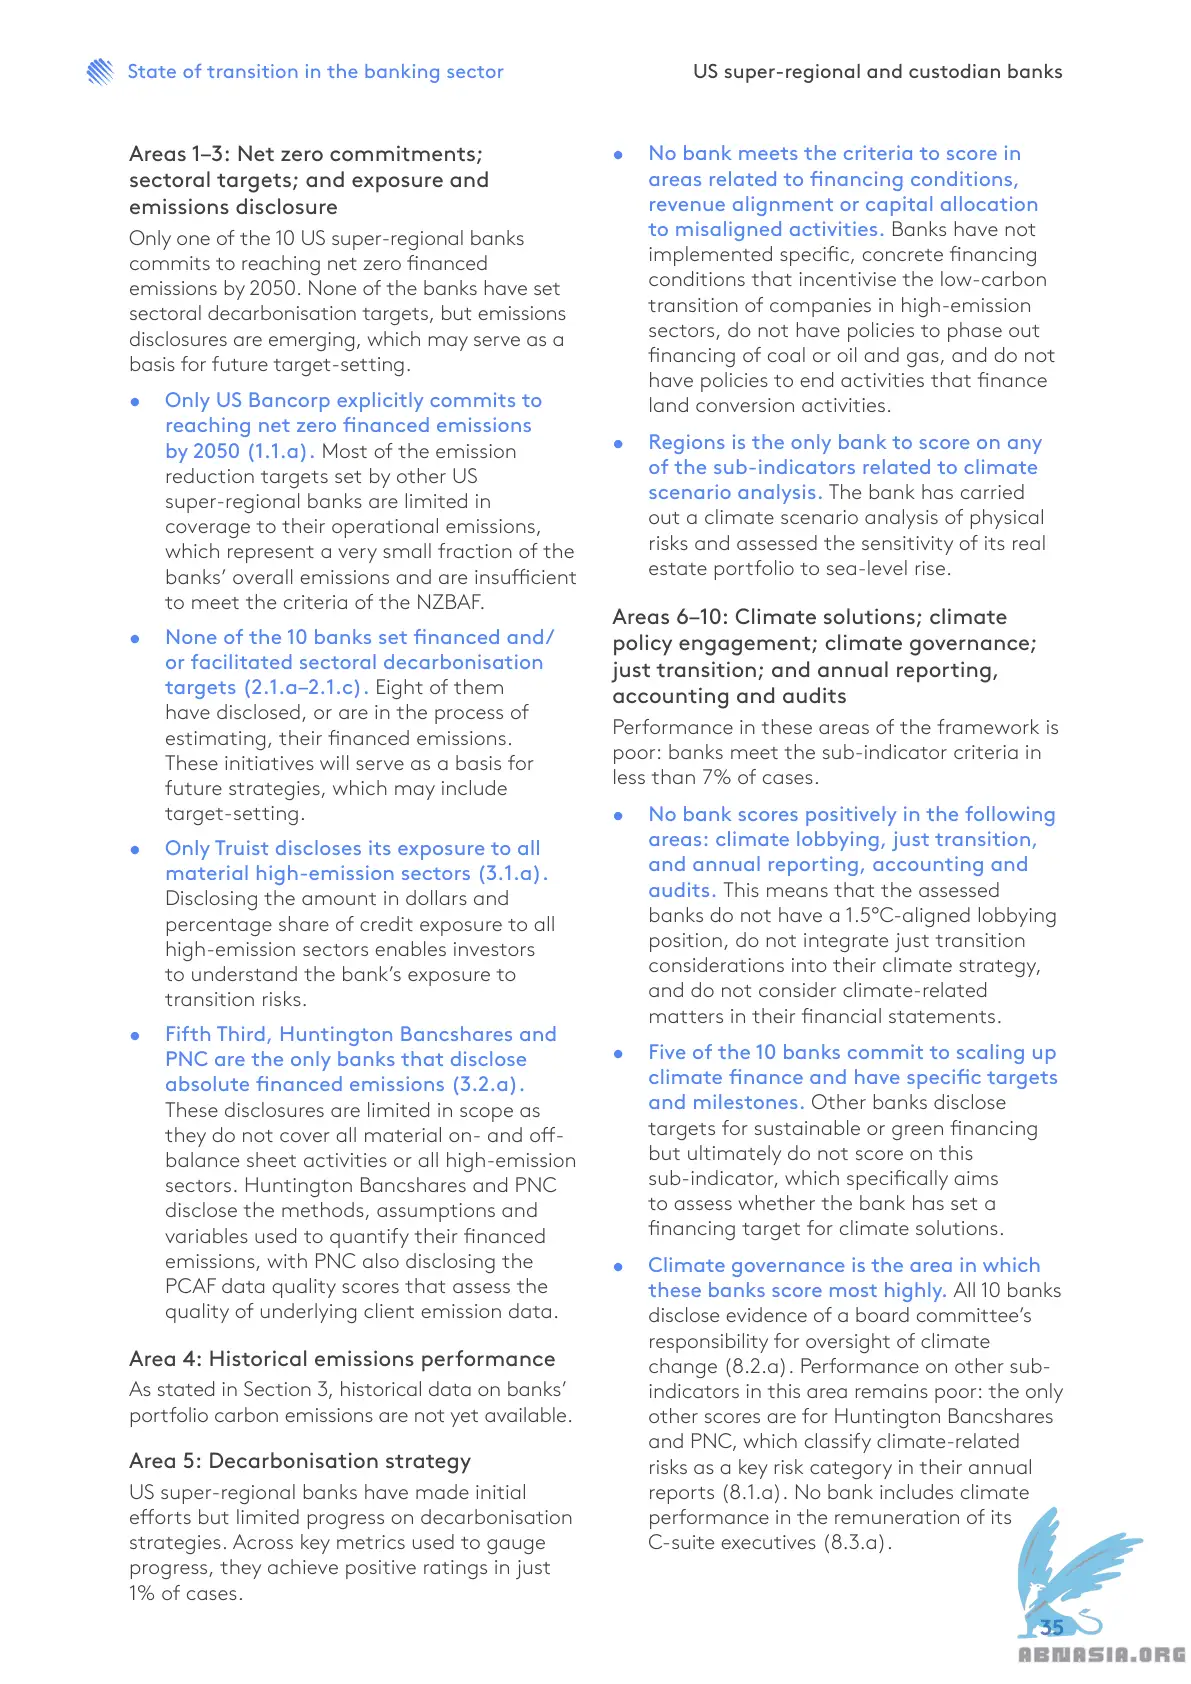 State of transition in the banking sector
US super-regional and custodian banks
Areas 1–3: Net zero commitments;
sectoral targets; and exposure and
emissions disclosure
Only one of the 10 US super-regional banks
commits to reaching net zero financed
emissions by 2050. None of the banks have set
sectoral decarbonisation targets, but emissions
disclosures are emerging, which may serve as a
basis for future target-setting.
● Only US Bancorp explicitly commits to
reaching net zero financed emissions
by 2050 (1.1.a). Most of the emission
reduction targets set by other US
super-regional banks are limited in
coverage to their operational emissions,
which represent a very small fraction of the
banks’ overall emissions and are insufficient
to meet the criteria of the NZBAF.
● None of the 10 banks set financed and/
or facilitated sectoral decarbonisation
targets (2.1.a–2.1.c). Eight of them
have disclosed, or are in the process of
estimating, their financed emissions.
These initiatives will serve as a basis for
future strategies, which may include
target-setting.
● Only Truist discloses its exposure to all
material high-emission sectors (3.1.a).
Disclosing the amount in dollars and
percentage share of credit exposure to all
high-emission sectors enables investors
to understand the bank’s exposure to
transition risks.
● Fifth Third, Huntington Bancshares and
PNC are the only banks that disclose
absolute financed emissions (3.2.a).
These disclosures are limited in scope as
they do not cover all material on- and off-
balance sheet activities or all high-emission
sectors. Huntington Bancshares and PNC
disclose the methods, assumptions and
variables used to quantify their financed
emissions, with PNC also disclosing the
PCAF data quality scores that assess the
quality of underlying client emission data.
Area 4: Historical emissions performance
As stated in Section 3, historical data on banks’
portfolio carbon emissions are not yet available.
Area 5: Decarbonisation strategy
US super-regional banks have made initial
efforts but limited progress on decarbonisation
strategies. Across key metrics used to gauge
progress, they achieve positive ratings in just
1% of cases.
● No bank meets the criteria to score in
areas related to financing conditions,
revenue alignment or capital allocation
to misaligned activities. Banks have not
implemented specific, concrete financing
conditions that incentivise the low-carbon
transition of companies in high-emission
sectors, do not have policies to phase out
financing of coal or oil and gas, and do not
have policies to end activities that finance
land conversion activities.
● Regions is the only bank to score on any
of the sub-indicators related to climate
scenario analysis. The bank has carried
out a climate scenario analysis of physical
risks and assessed the sensitivity of its real
estate portfolio to sea-level rise.
Areas 6–10: Climate solutions; climate
policy engagement; climate governance;
just transition; and annual reporting,
accounting and audits
Performance in these areas of the framework is
poor: banks meet the sub-indicator criteria in
less than 7% of cases.
● No bank scores positively in the following
areas: climate lobbying, just transition,
and annual reporting, accounting and
audits. This means that the assessed
banks do not have a 1.5°C-aligned lobbying
position, do not integrate just transition
considerations into their climate strategy,
and do not consider climate-related
matters in their financial statements.
● Five of the 10 banks commit to scaling up
climate finance and have specific targets
and milestones. Other banks disclose
targets for sustainable or green financing
but ultimately do not score on this
sub-indicator, which specifically aims
to assess whether the bank has set a
financing target for climate solutions.
● Climate governance is the area in which
these banks score most highly. All 10 banks
disclose evidence of a board committee’s
responsibility for oversight of climate
change (8.2.a). Performance on other sub-
indicators in this area remains poor: the only
other scores are for Huntington Bancshares
and PNC, which classify climate-related
risks as a key risk category in their annual
reports (8.1.a). No bank includes climate
performance in the remuneration of its
C-suite executives (8.3.a).
35
ABNASIA.ORG